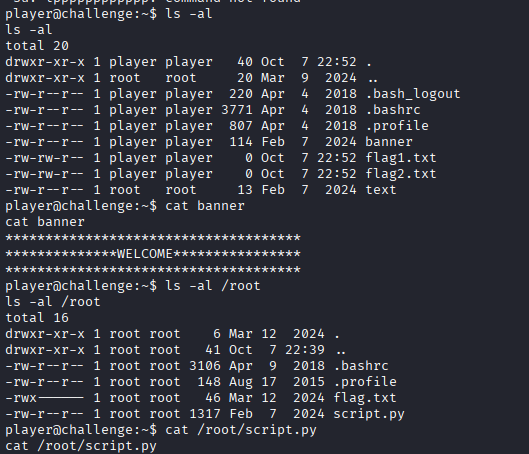 player@challenge:~$ ls -al
ls -al
total 20
drwxr-xr-x 1 player player   40 Oct  7 22:52 .
drwxr-xr-x 1 root   root     20 Mar  9  2024 ..
-rw-r--r-- 1 player player  220 Apr  4  2018 .bash_logout
-rw-r--r-- 1 player player 3771 Apr  4  2018 .bashrc
-rw-r--r-- 1 player player  807 Apr  4  2018 .profile
-rw-r--r-- 1 player player  114 Feb  7  2024 banner
-rw-rw-r-- 1 player player    0 Oct  7 22:52 flag1.txt
-rw-rw-r-- 1 player player    0 Oct  7 22:52 flag2.txt
-rw-r--r-- 1 root   root     13 Feb  7  2024 text
player@challenge:~$ cat banner
cat banner
*************************************
**************WELCOME****************
*************************************
player@challenge:~$ ls -al /root
ls -al /root
total 16
drwxr-xr-x 1 root root    6 Mar 12  2024 .
drwxr-xr-x 1 root root   41 Oct  7 22:39 ..
-rw-r--r-- 1 root root 3106 Apr  9  2018 .bashrc
-rw-r--r-- 1 root root  148 Aug 17  2015 .profile
-rwx------ 1 root root   46 Mar 12  2024 flag.txt
-rw-r--r-- 1 root root 1317 Feb  7  2024 script.py
player@challenge:~$ cat /root/script.py
cat /root/script.py